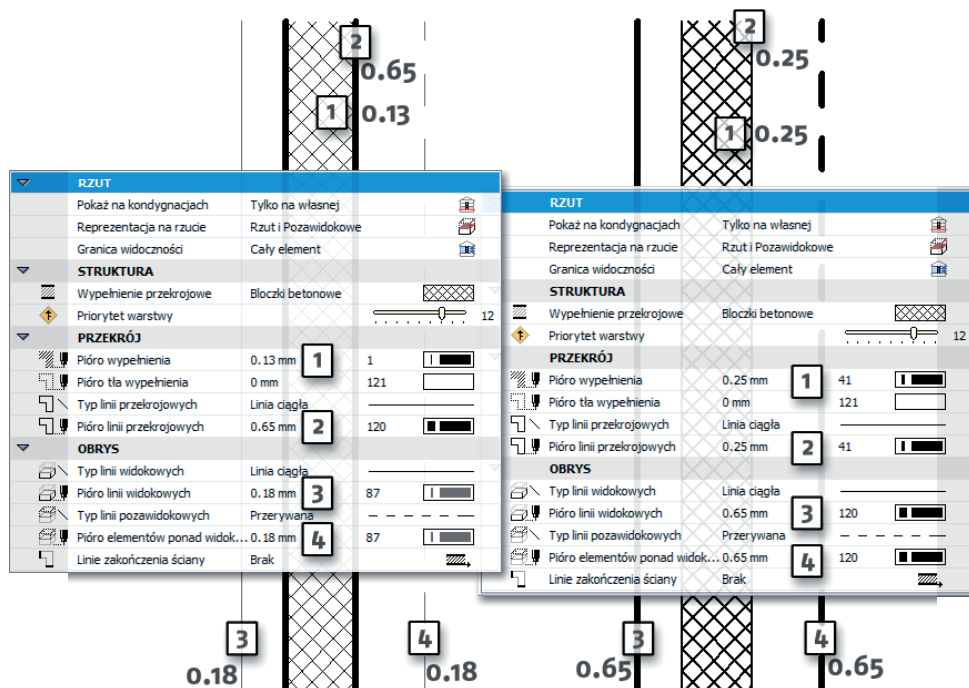 2
0.65
1
0.13
2
0.25
1
0.25
RZUT
Pokaż na kondygnacjach Tylko na własnej
Reprezentacja na rzucie Rzut i Pozawidokowe
Granica widoczności Cały element
STRUKTURA
Wypełnienie przekrojowe Bloczki betonowe
Priorytet warstwy 12
PRZEKRÓJ
Pióro wypełnienia 0.13 mm 1 1
Pióro tła wypełnienia 0 mm 121
Typ linii przekrojowych Linia ciągła
Pióro linii przekrojowych 0.65 mm 2 120
OBRYS
Typ linii widokowych Linia ciągła
Pióro linii widokowych 0.18 mm 3 87
Typ linii pozawidokowych Przerywana
Pióro elementów ponad widok... 0.18 mm 4 87
Linie zakończenia ściany Brak
RZUT
Pokaż na kondygnacjach Tylko na własnej
Reprezentacja na rzucie Rzut i Pozawidokowe
Granica widoczności Cały element
STRUKTURA
Wypełnienie przekrojowe Bloczki betonowe
Priorytet warstwy 12
PRZEKRÓJ
Pióro wypełnienia 0.25 mm 1 41
Pióro tła wypełnienia 0 mm 121
Typ linii przekrojowych Linia ciągła
Pióro linii przekrojowych 0.25 mm 2 41
OBRYS
Typ linii widokowych Linia ciągła
Pióro linii widokowych 0.65 mm 3 120
Typ linii pozawidokowych Przerywana
Pióro elementów ponad widok... 0.65 mm 4 120
Linie zakończenia ściany Brak
3
0.18
4
0.18
3
0.65
4
0.65